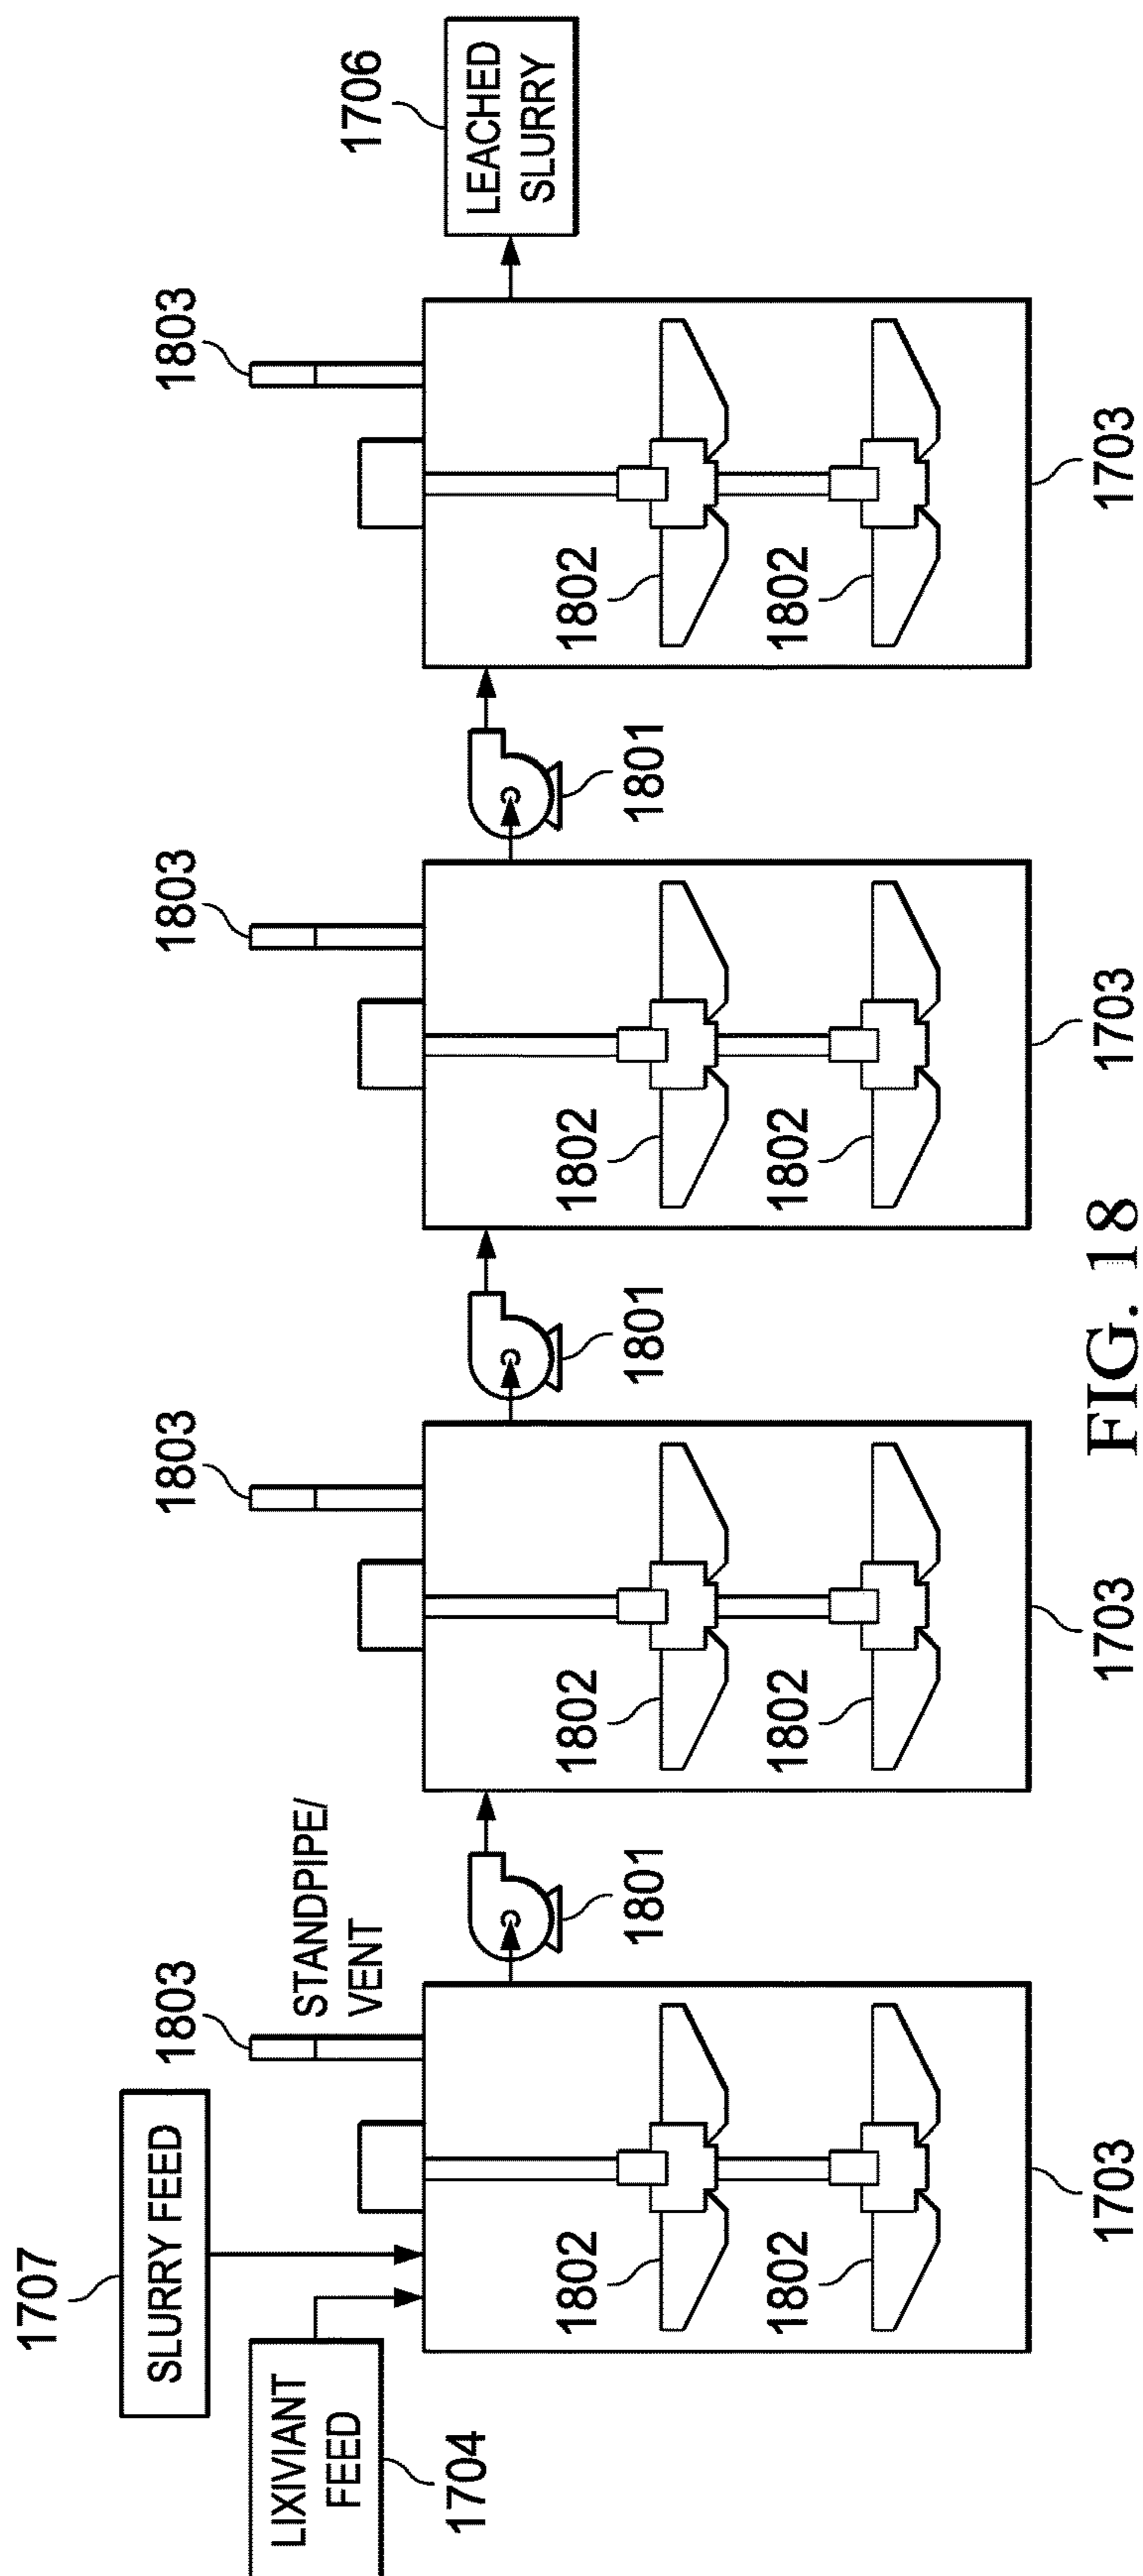 1707
SLURRY FEED
LIXIVIANT
FEED
1704
1803
STANDPIPE/
VENT
1803
1803
1803
1706
LEACHED
SLURRY
1801
1801
1801
1802
1802
1802
1802
1802
1802
1802
1802
1703
1703
1703
1703
FIG. 18